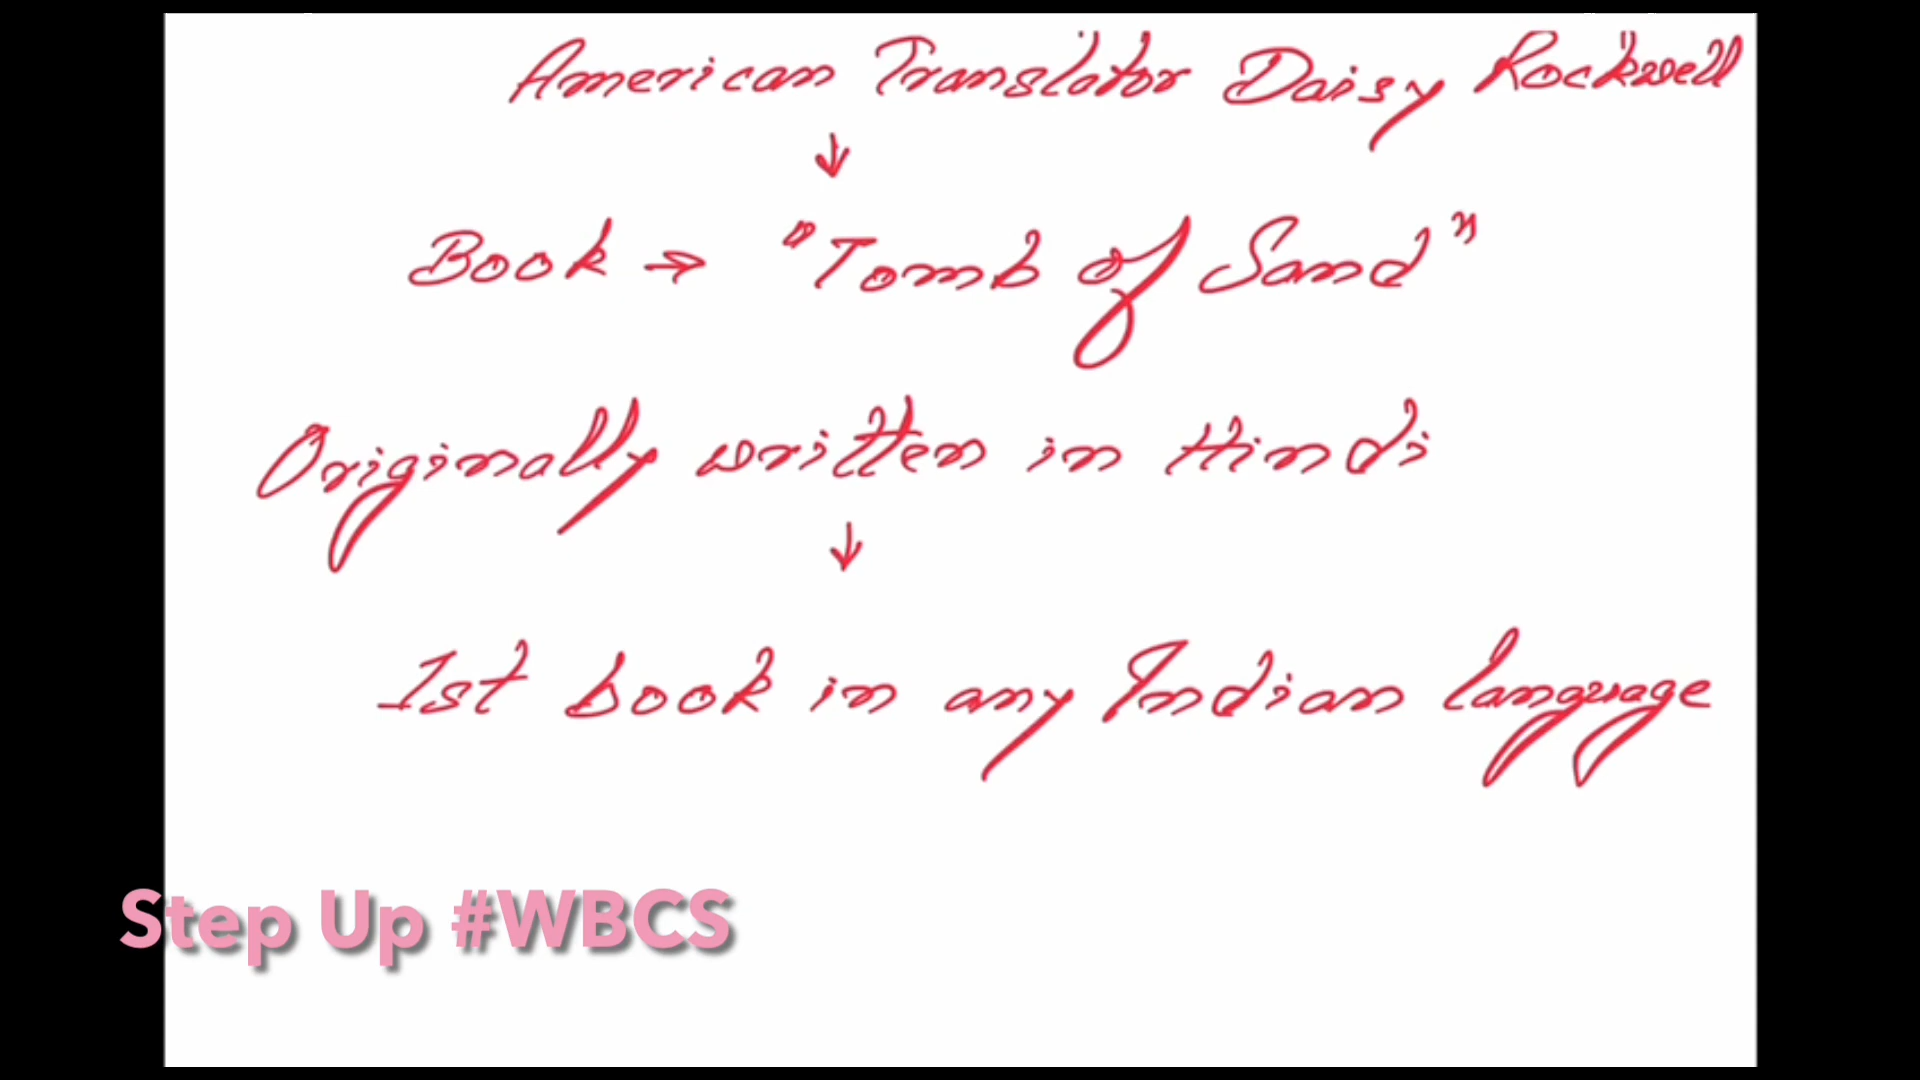 American Translator Daisy Rockwell
↓
Book → "Tomb of Sand"
Originally written in Hindi
↓
1st book in any Indian language
Step Up #WBCS